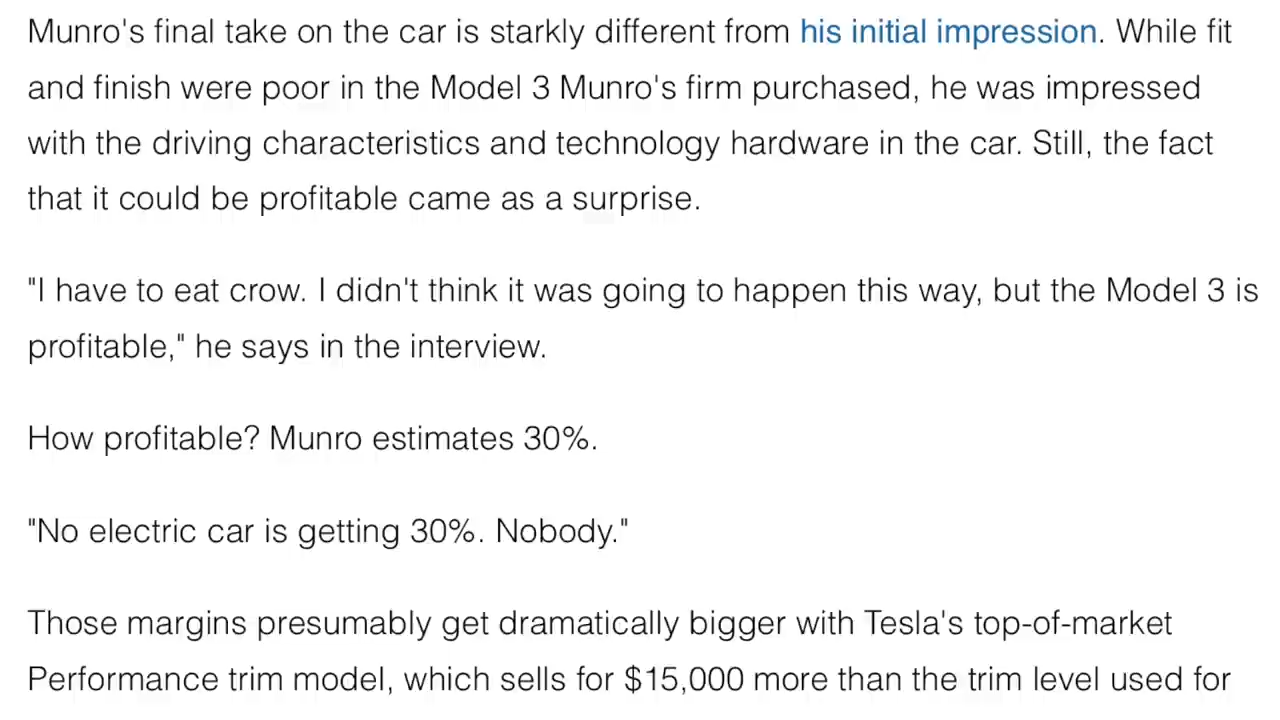 Munro's final take on the car is starkly different from his initial impression. While fit
and finish were poor in the Model 3 Munro's firm purchased, he was impressed
with the driving characteristics and technology hardware in the car. Still, the fact
that it could be profitable came as a surprise.
"I have to eat crow. I didn't think it was going to happen this way, but the Model 3 is
profitable," he says in the interview.
How profitable? Munro estimates 30%.
"No electric car is getting 30%. Nobody."
Those margins presumably get dramatically bigger with Tesla's top-of-market
Performance trim model, which sells for $15,000 more than the trim level used for